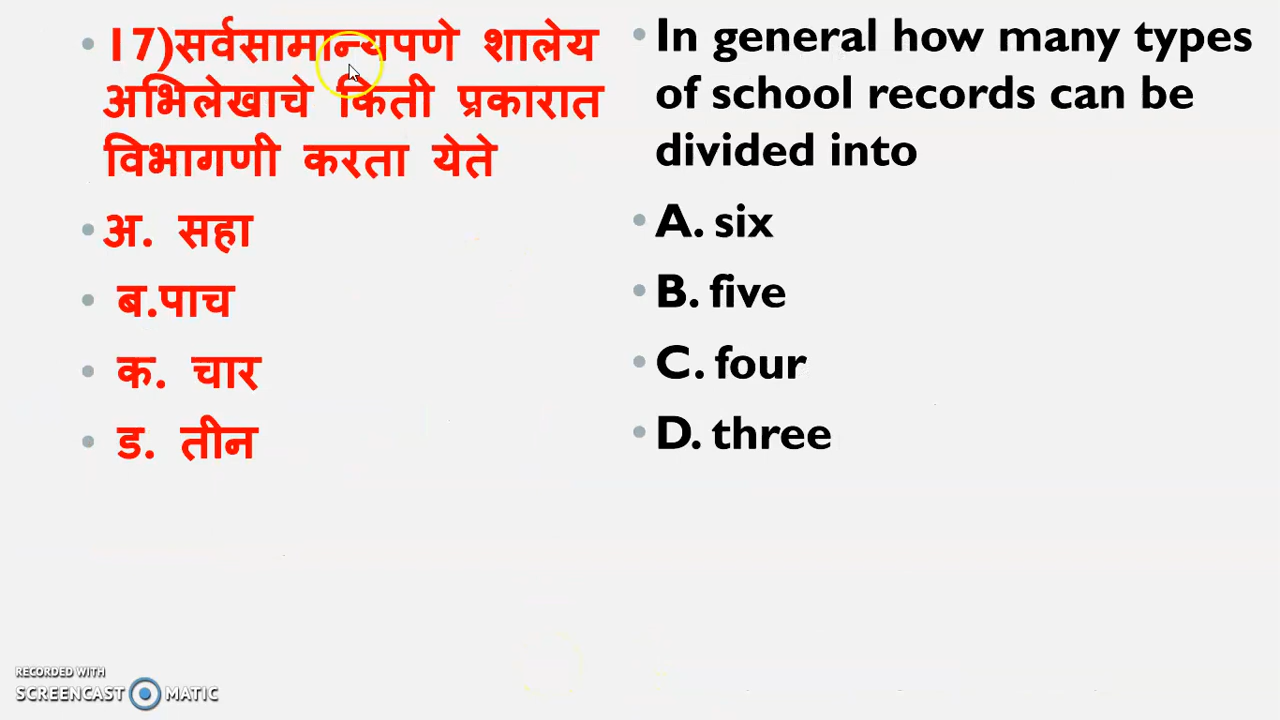 17)सर्वसामान्यपणे शालेय
अभिलेखाचे किती प्रकारात
विभागणी करता येते
अ. सहा
ब.पाच
क. चार
ड. तीन
In general how many types
of school records can be
divided into
A. six
B. five
C. four
D. three
RECORDED WITH
SCREENCAST MATIC